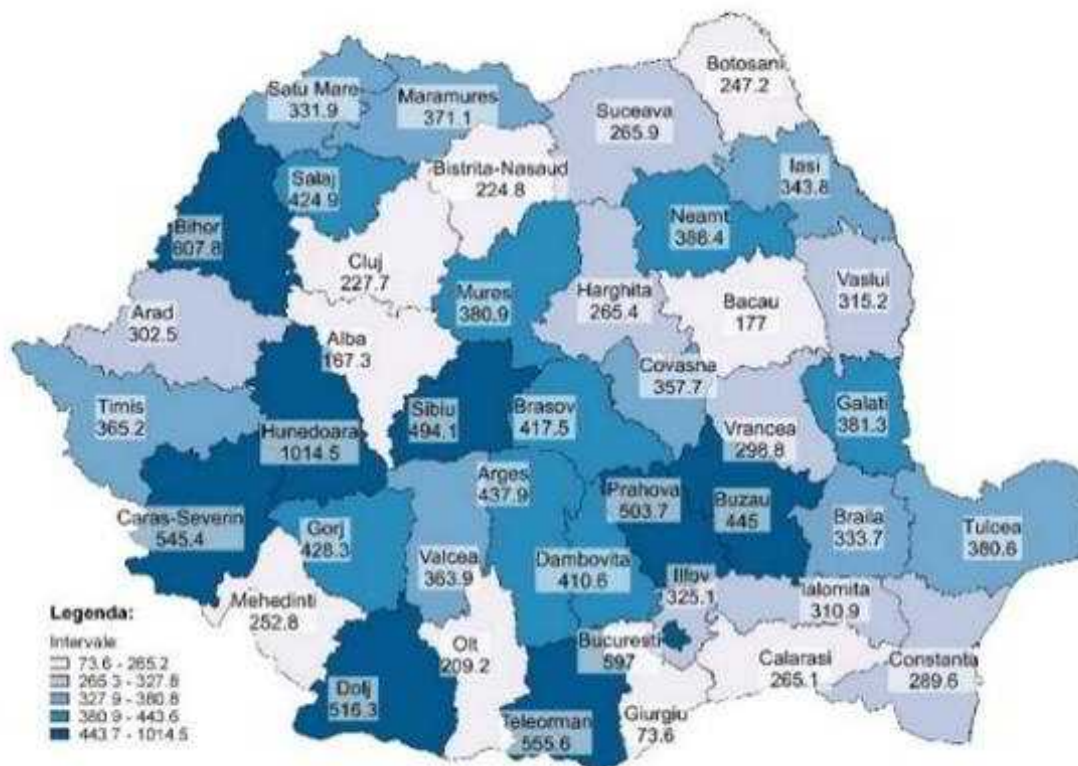 Botosani
247.2
Satu Mare
331.9
Maramures
371.1
Suceava
265.9
Iasi
343.8
Bistrita-Nasaud
224.8
Salaj
424.9
Neamt
386.4
Bihor
607.8
Cluj
227.7
Mures
380.9
Harghita
265.4
Bacau
177
Vaslui
315.2
Arad
302.5
Alba
167.3
Covasna
357.7
Timis
365.2
Hunedoara
1014.5
Sibiu
494.1
Brasov
417.5
Vrancea
298.8
Galati
381.3
Arges
437.9
Prahova
503.7
Buzau
445
Braila
333.7
Tulcea
380.6
Caras-Severin
545.4
Gorj
428.3
Valcea
363.9
Dambovita
410.6
Ilfov
325.1
Ialomita
310.9
Mehedinti
252.8
Olt
209.2
Bucuresti
597
Calarasi
265.1
Constanta
289.6
Dolj
516.3
Teleorman
555.6
Giurgiu
73.6
Legenda:
Intervale
73.6 - 265.2
265.3 - 327.8
327.9 - 380.8
380.9 - 443.6
443.7 - 1014.5